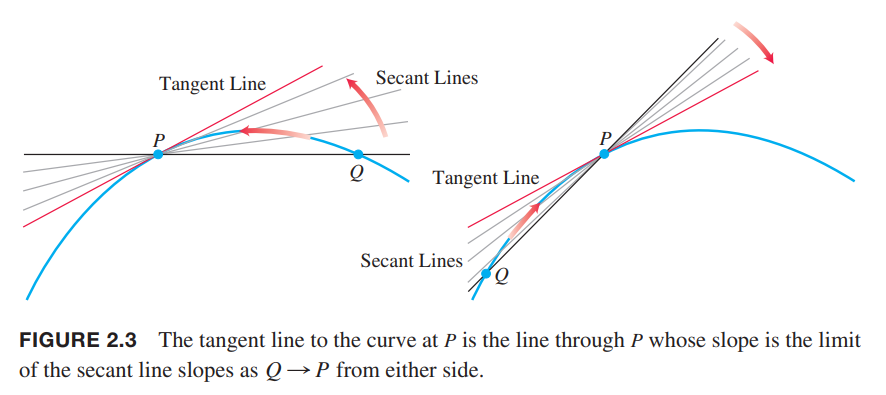 Tangent Line
Secant Lines
P
Q
P
Tangent Line
Secant Lines
Q
FIGURE 2.3 The tangent line to the curve at P is the line through P whose slope is the limit
of the secant line slopes as Q → P from either side.